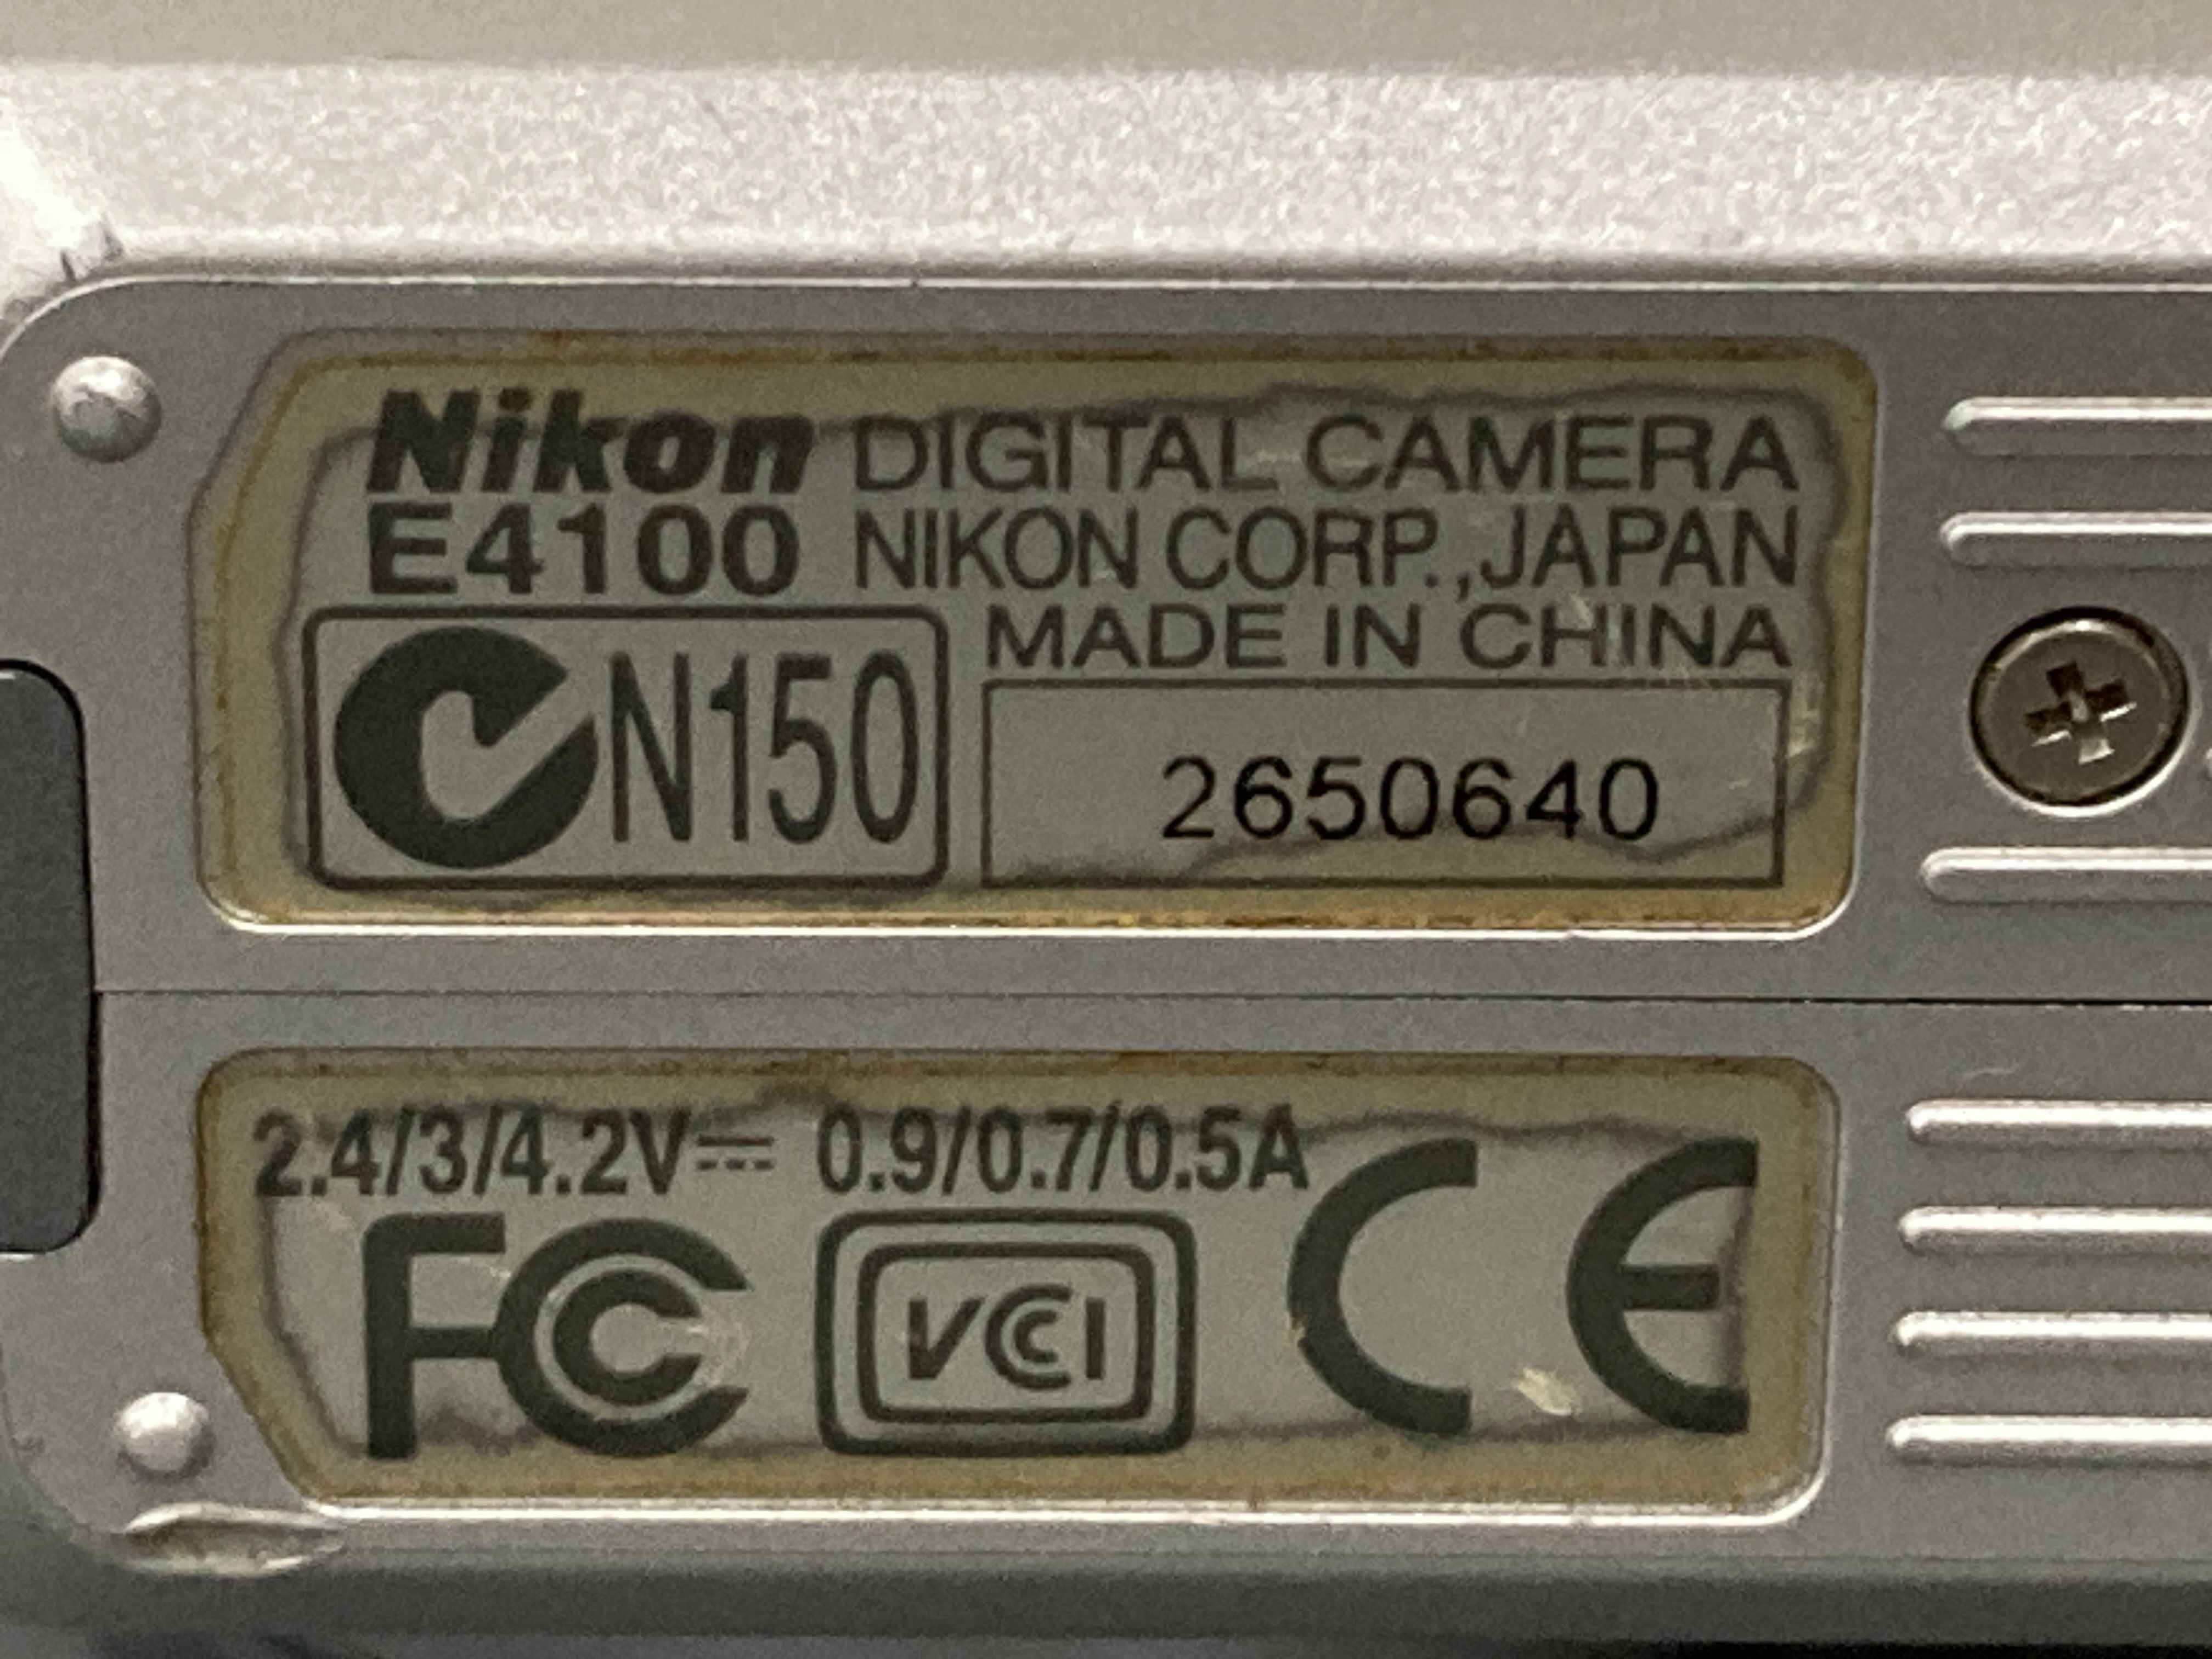 Nikon DIGITAL CAMERA
E4100 NIKON CORP.,JAPAN
MADE IN CHINA
N150
2650640
2.4/3/4.2V⎓ 0.9/0.7/0.5A
FC VCCI CE